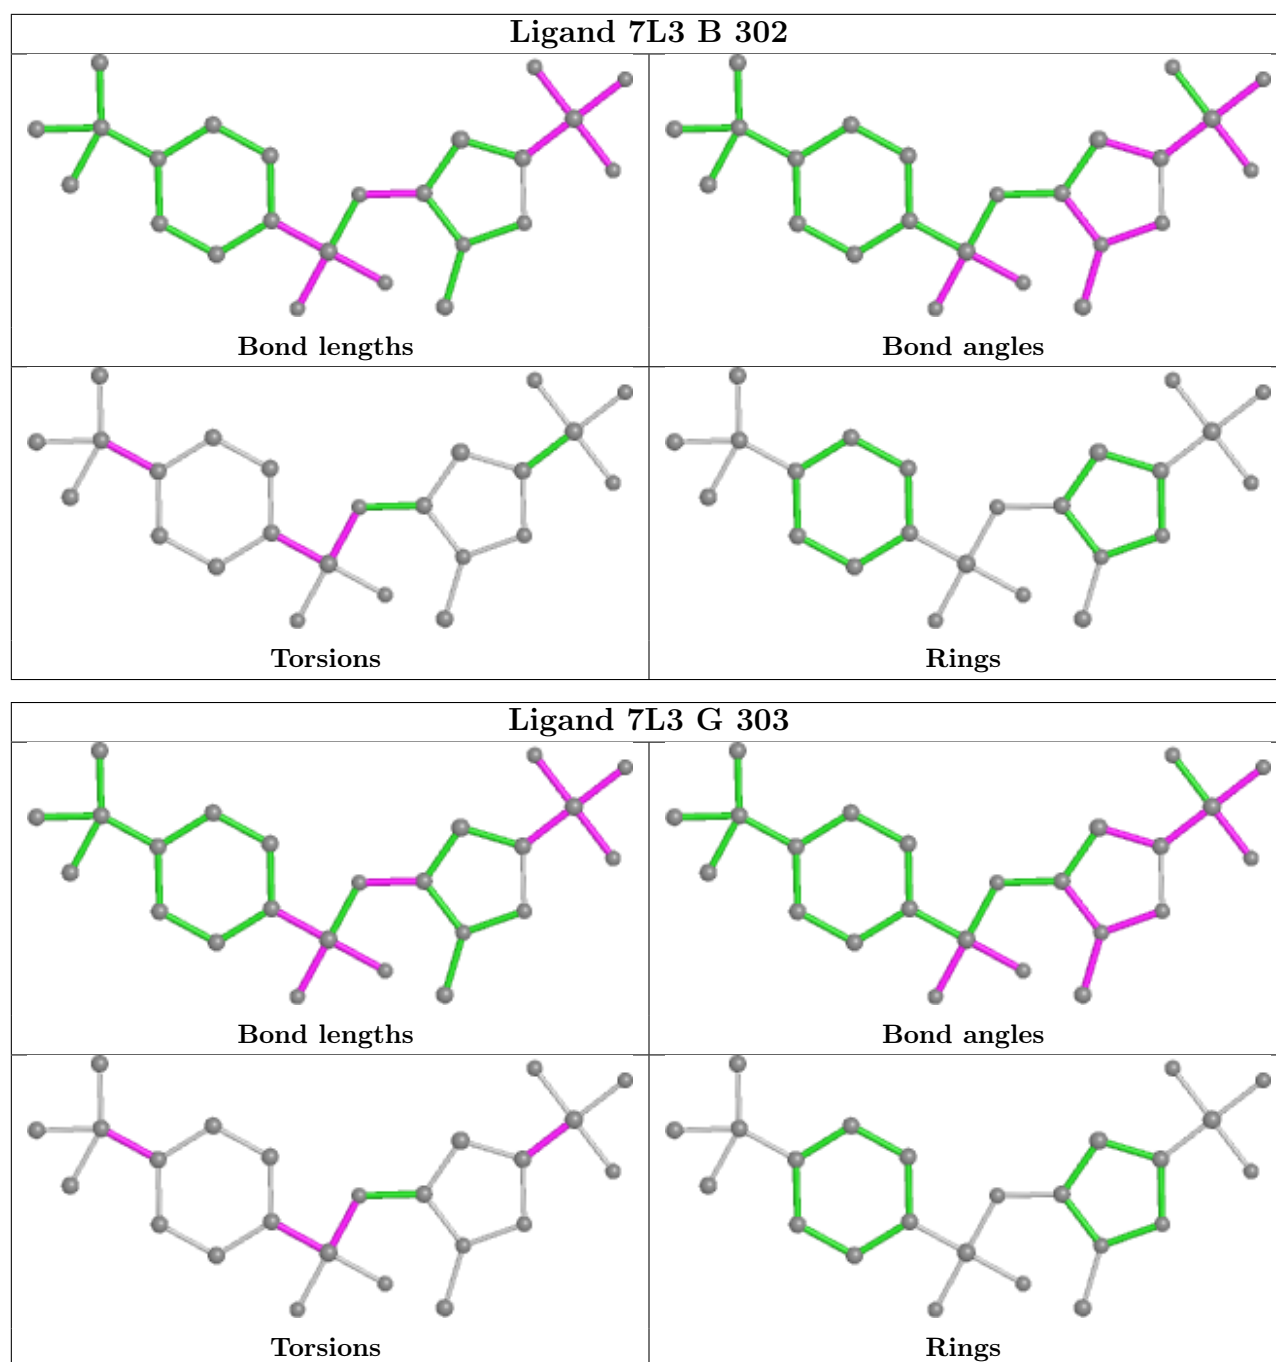 Ligand 7L3 B 302
Bond lengths
Bond angles
Torsions
Rings
Ligand 7L3 G 303
Bond lengths
Bond angles
Torsions
Rings